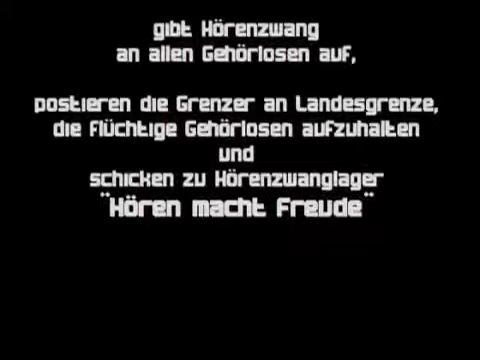 gibt Hörenzwang
an allen Gehörlosen auf,
postieren die Grenzer an Landesgrenze,
die flüchtige Gehörlosen aufzuhalten
und
schicken zu Hörenzwanglager
"Hören macht Freude"